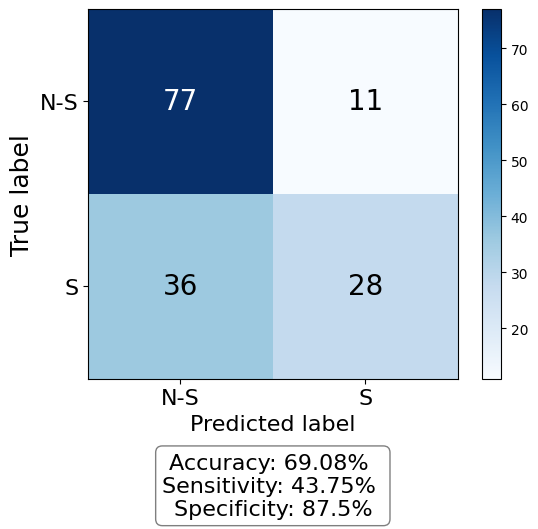 True label
N-S
77
11
S
36
28
N-S
S
Predicted label
70
60
50
40
30
20
Accuracy: 69.08%
Sensitivity: 43.75%
Specificity: 87.5%